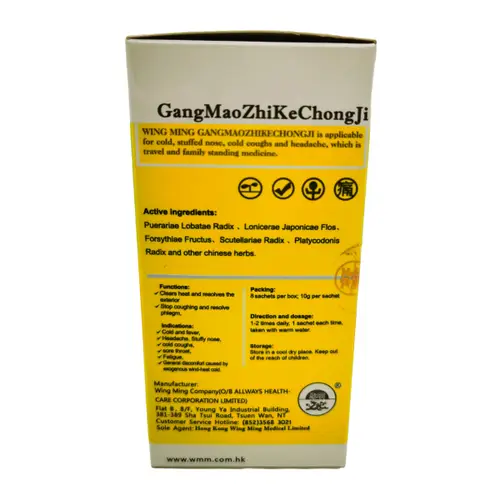 GangMaoZhiKeChongJi
WING MING GANGMAOZHIKECHONGJI is applicable
for cold, stuffed nose, cold coughs and headache, which is
travel and family standing medicine.
Active ingredients:
Puerariae Lobatae Radix 、Lonicerae Japonicae Flos、
Forsythiae Fructus、Scutellariae Radix 、Platycodonis
Radix and other chinese herbs.
Functions:
✓ Clears heat and resolves the
exterior
✓ Stop coughing and resolve
phlegm.
Indications:
✓ Cold and fever,
✓ Headache, Stuffy nose,
✓ cold coughs,
✓ sore throat,
✓ Fatigue,
✓ General discomfort caused by
exogenous wind-heat cold.
Packing:
8 sachets per box; 10g per sachet
Direction and dosage:
1-2 times daily, 1 sachet each time,
taken with warm water.
Storage:
Store in a cool dry place. Keep out
of the reach of children.
Manufacturer:
Wing Ming Company(O/B ALLWAYS HEALTH-
CARE CORPORATION LIMITED)
Flat B , 8/F, Young Ya Industrial Building,
381-389 Sha Tsui Road, Tsuen Wan, NT
Customer Service Hotline: (852)3568 3021
Sole Agent: Hong Kong Wing Ming Medical Limited
®
www.wmm.com.hk